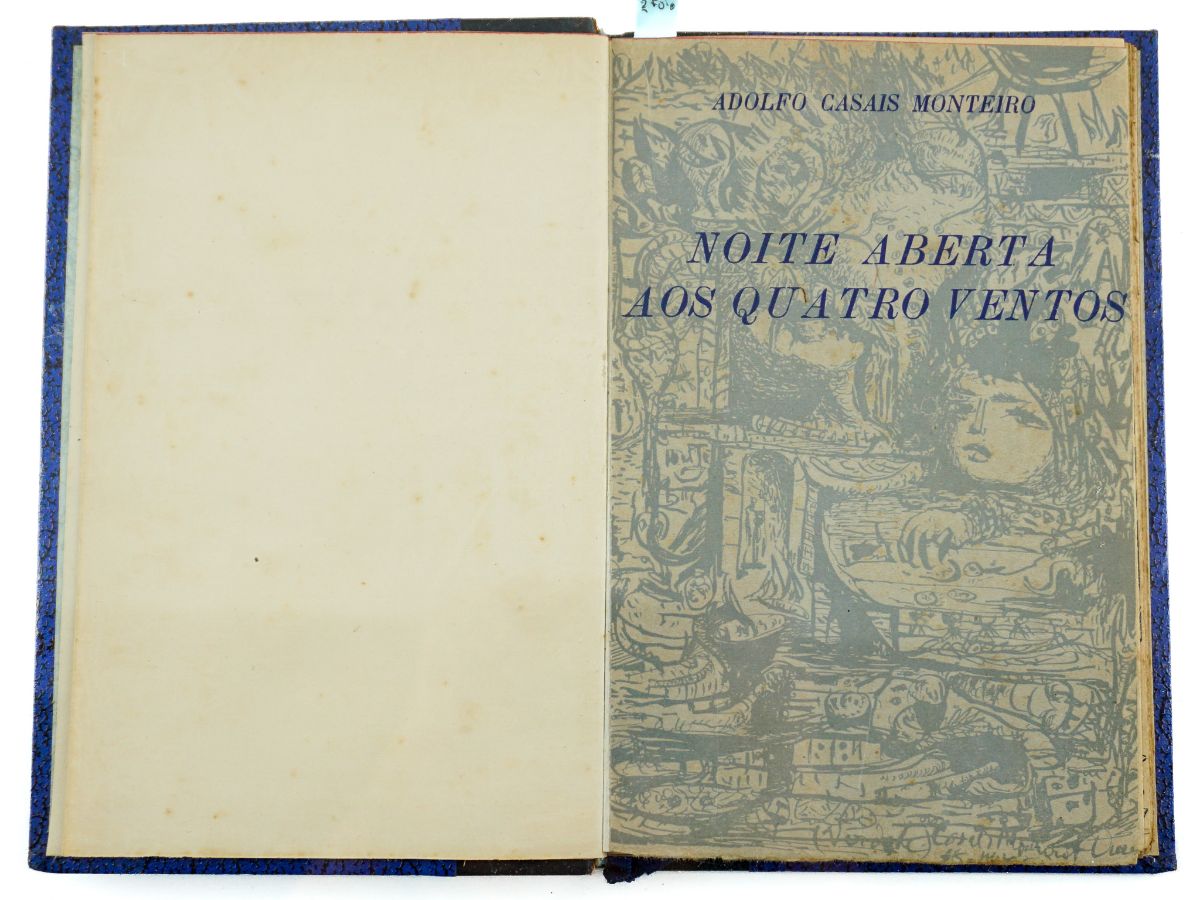 ADOLFO CASAIS MONTEIRO
NOITE ABERTA
AOS QUATRO VENTOS